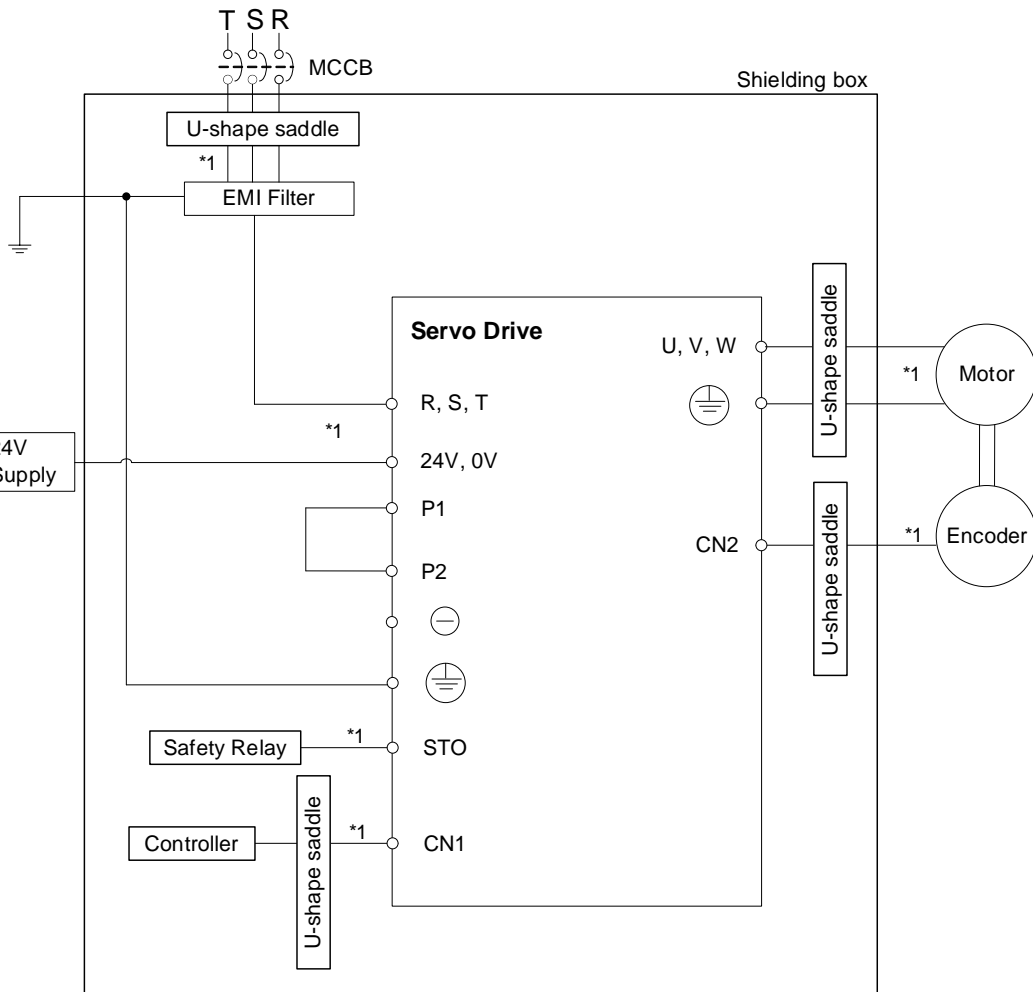 T S R
MCCB
Shielding box
U-shape saddle
*1
EMI Filter
Servo Drive
U, V, W
U-shape saddle
*1
Motor
R, S, T
*1
24V, 0V
Supply
P1
P2
CN2
U-shape saddle
*1
Encoder
Safety Relay
*1
STO
Controller
U-shape saddle
*1
CN1